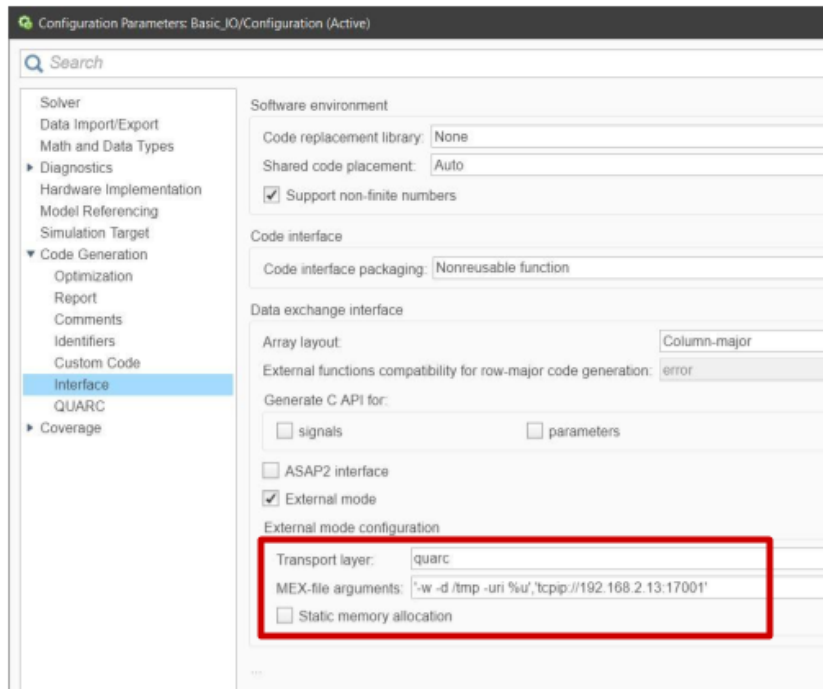 Configuration Parameters: Basic_IO/Configuration (Active)
Search
Solver
Data Import/Export
Math and Data Types
Diagnostics
Hardware Implementation
Model Referencing
Simulation Target
Code Generation
Optimization
Report
Comments
Identifiers
Custom Code
Interface
QUARC
Coverage
Software environment
Code replacement library: None
Shared code placement: Auto
Support non-finite numbers
Code interface
Code interface packaging: Nonreusable function
Data exchange interface
Array layout: Column-major
External functions compatibility for row-major code generation: error
Generate C API for:
signals parameters
ASAP2 interface
External mode
External mode configuration
Transport layer: quarc
MEX-file arguments: '-w -d /tmp -uri %u','tcpip://192.168.2.13:17001'
Static memory allocation
...